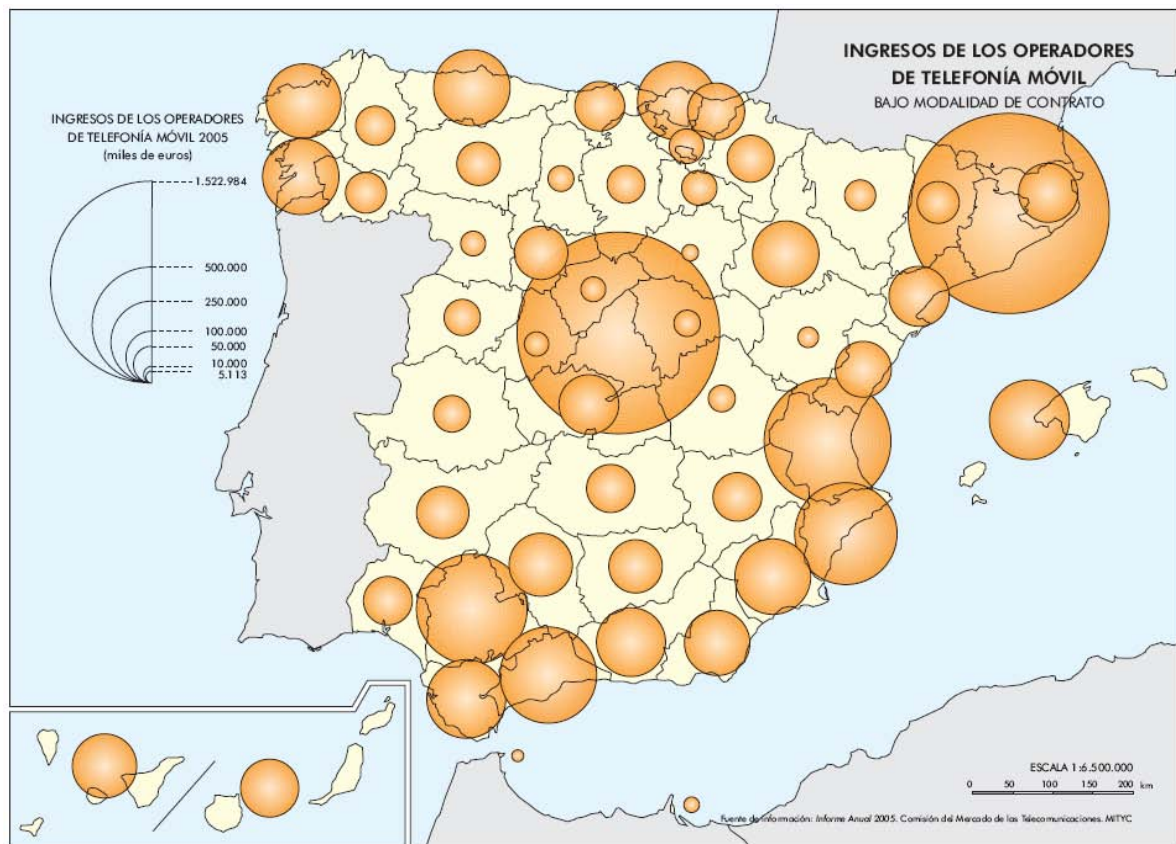 INGRESOS DE LOS OPERADORES
DE TELEFONÍA MÓVIL
BAJO MODALIDAD DE CONTRATO
INGRESOS DE LOS OPERADORES
DE TELEFONÍA MÓVIL 2005
(miles de euros)
1.522.984
500.000
250.000
100.000
50.000
10.000
5.113
ESCALA 1:6.500.000
0 50 100 150 200 km
Fuente de información: Informe Anual 2005. Comisión del Mercado de las Telecomunicaciones. MITYC